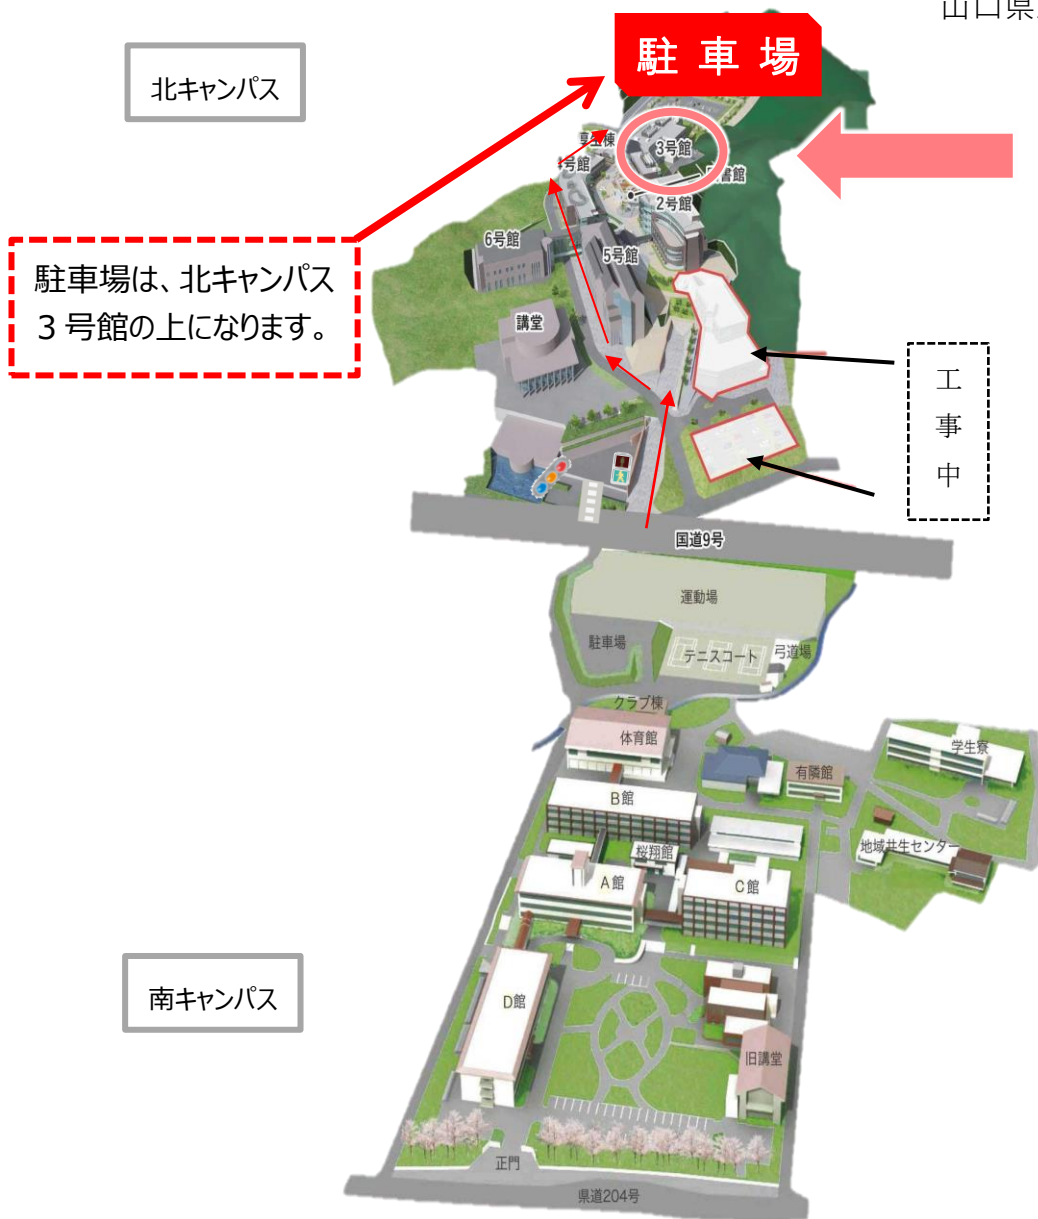 山口県
駐車場
北キャンパス
厚生棟
3号館
4号館
図書館
2号館
6号館
5号館
駐車場は、北キャンパス
3号館の上になります。
講堂
工事中
国道9号
運動場
駐車場
テニスコート
弓道場
クラブ棟
体育館
学生寮
有隣館
B館
桜翔館
地域共生センター
A館
C館
南キャンパス
D館
旧講堂
正門
県道204号